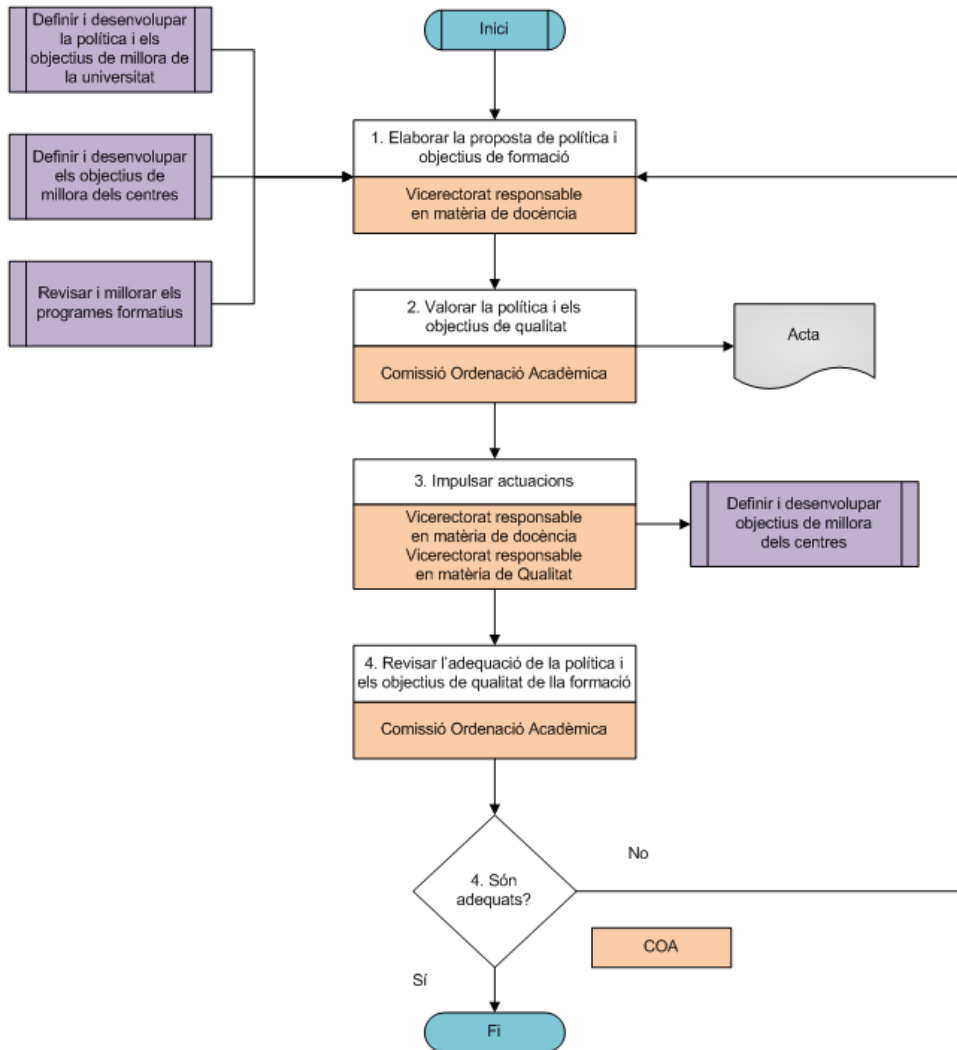 Definir i desenvolupar
la política i els
objectius de millora de
la universitat
Inici
Definir i desenvolupar
els objectius de
millora dels centres
Revisar i millorar els
programes formatius
1. Elaborar la proposta de política i
objectius de formació
Vicerectorat responsable
en matèria de docència
2. Valorar la política i els
objectius de qualitat
Comissió Ordenació Acadèmica
Acta
3. Impulsar actuacions
Vicerectorat responsable
en matèria de docència
Vicerectorat responsable
en matèria de Qualitat
Definir i desenvolupar
objectius de millora
dels centres
4. Revisar l'adequació de la política i
els objectius de qualitat de lla formació
Comissió Ordenació Acadèmica
4. Són
adequats?
No
COA
Sí
Fi